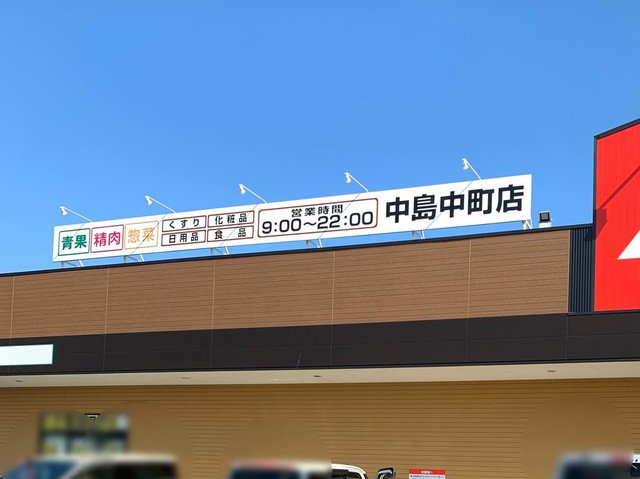 青果 精肉 惣菜
くすり 化粧品
日用品 食品
営業時間
9:00～22:00
中島中町店